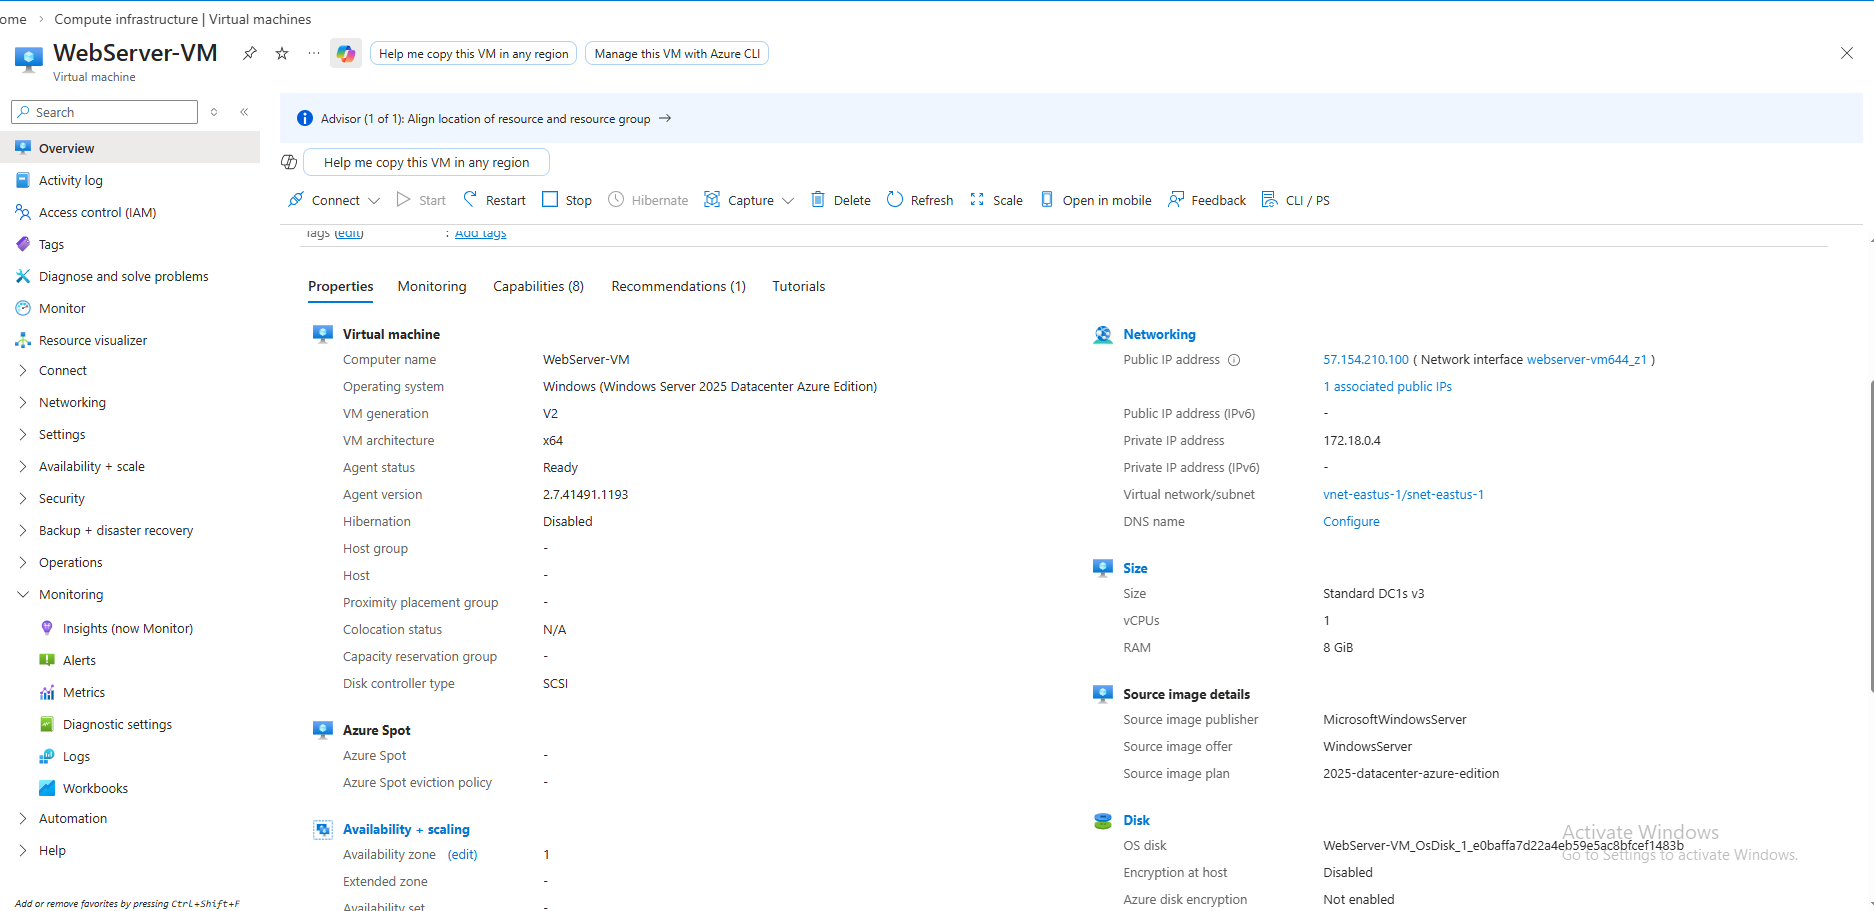 ome > Compute infrastructure | Virtual machines
WebServer-VM
Help me copy this VM in any region
Manage this VM with Azure CLI
Virtual machine
Search
Overview
Activity log
Access control (IAM)
Tags
Diagnose and solve problems
Monitor
Resource visualizer
Connect
Networking
Settings
Availability + scale
Security
Backup + disaster recovery
Operations
Monitoring
Insights (now Monitor)
Alerts
Metrics
Diagnostic settings
Logs
Workbooks
Automation
Help
Add or remove favorites by pressing Ctrl+Shift+F
Advisor (1 of 1): Align location of resource and resource group →
Help me copy this VM in any region
Connect Start Restart Stop Hibernate Capture Delete Refresh Scale Open in mobile Feedback CLI / PS
Tags (edit) : Add tags
Properties Monitoring Capabilities (8) Recommendations (1) Tutorials
Virtual machine
Computer name WebServer-VM
Operating system Windows (Windows Server 2025 Datacenter Azure Edition)
VM generation V2
VM architecture x64
Agent status Ready
Agent version 2.7.41491.1193
Hibernation Disabled
Host group -
Host -
Proximity placement group -
Colocation status N/A
Capacity reservation group -
Disk controller type SCSI
Azure Spot
Azure Spot -
Azure Spot eviction policy -
Availability + scaling
Availability zone (edit) 1
Extended zone -
Availability set -
Networking
Public IP address 57.154.210.100 ( Network interface webserver-vm644_z1 )
1 associated public IPs
Public IP address (IPv6) -
Private IP address 172.18.0.4
Private IP address (IPv6) -
Virtual network/subnet vnet-eastus-1/snet-eastus-1
DNS name Configure
Size
Size Standard DC1s v3
vCPUs 1
RAM 8 GiB
Source image details
Source image publisher MicrosoftWindowsServer
Source image offer WindowsServer
Source image plan 2025-datacenter-azure-edition
Disk
OS disk WebServer-VM_OsDisk_1_e0baffa7d22a4eb59e5ac8bfcef1483b
Encryption at host Disabled
Azure disk encryption Not enabled
Activate Windows
Go to Settings to activate Windows.